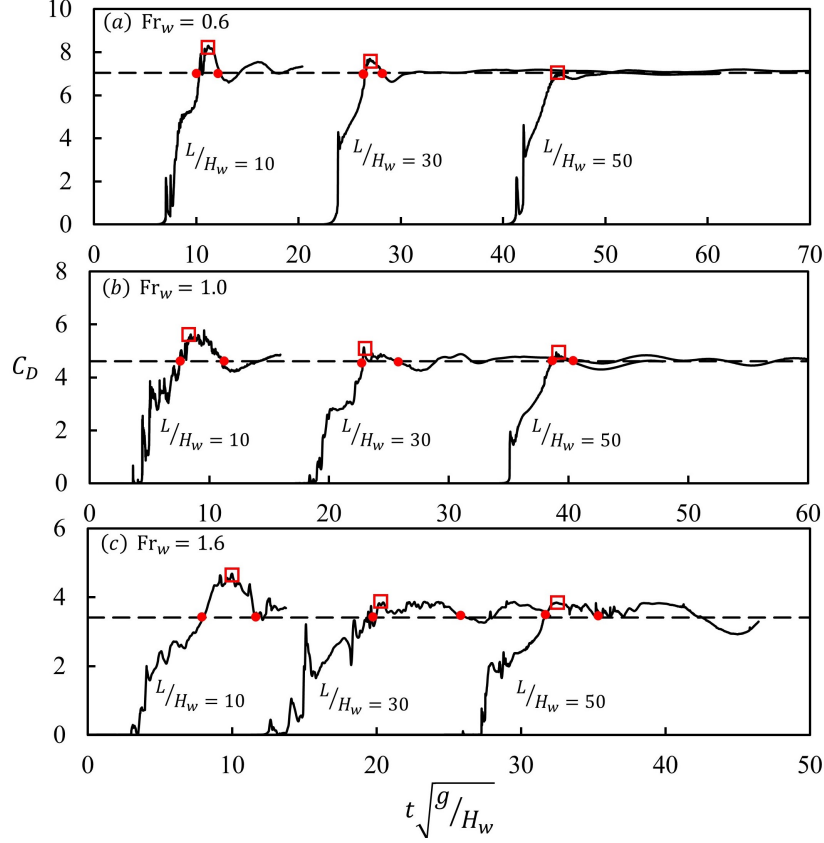 10
(a) Fr_w = 0.6
8
6
4
2
0
L/H_w = 10
L/H_w = 30
L/H_w = 50
0 10 20 30 40 50 60 70
8
(b) Fr_w = 1.0
6
4
2
0
C_D
L/H_w = 10
L/H_w = 30
L/H_w = 50
0 10 20 30 40 50 60
6
(c) Fr_w = 1.6
4
2
0
L/H_w = 10
L/H_w = 30
L/H_w = 50
0 10 20 30 40 50
t√g/H_w